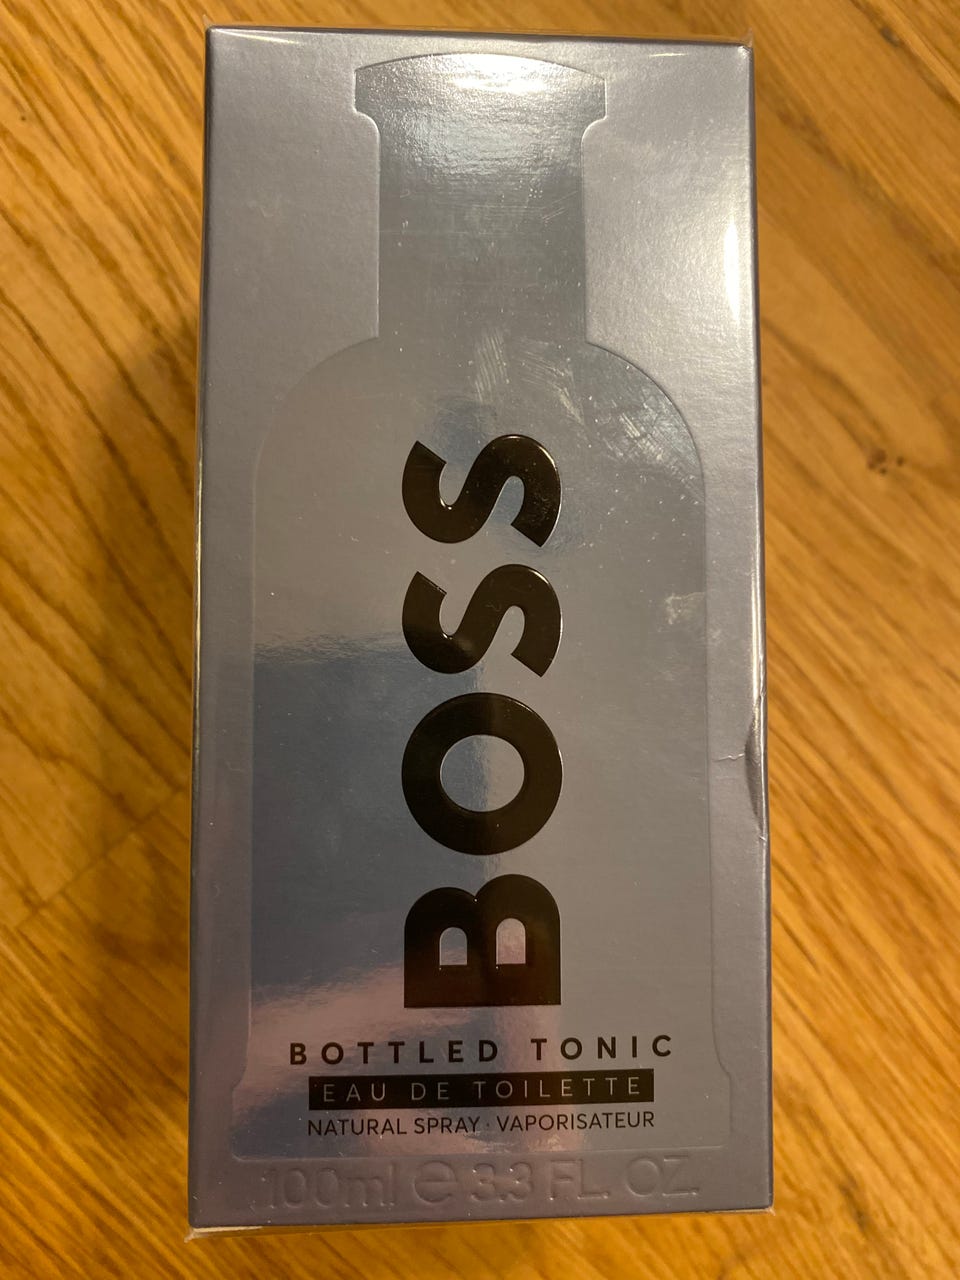 BOSS
BOTTLED TONIC
EAU DE TOILETTE
NATURAL SPRAY · VAPORISATEUR
100ml e 3.3 FL. OZ.